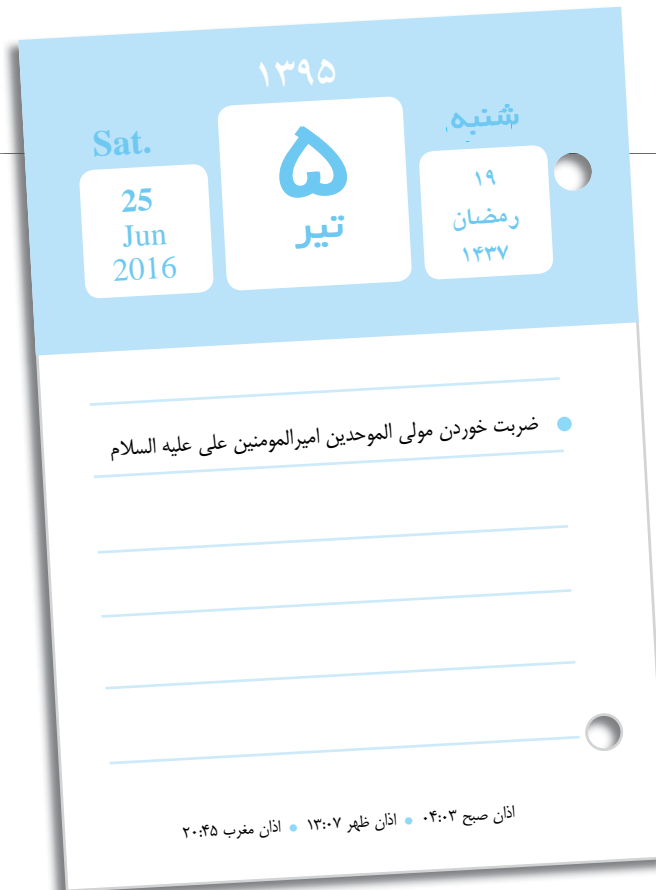 ۱۳۹۵
شنبه
۱۹
رمضان
۱۴۳۷
۵
تیر
Sat.
25
Jun
2016
ضربت خوردن مولی الموحدین امیرالمومنین علی علیه السلام
اذان صبح ۰۴:۰۳ • اذان ظهر ۱۳:۰۷ • اذان مغرب ۲۰:۴۵